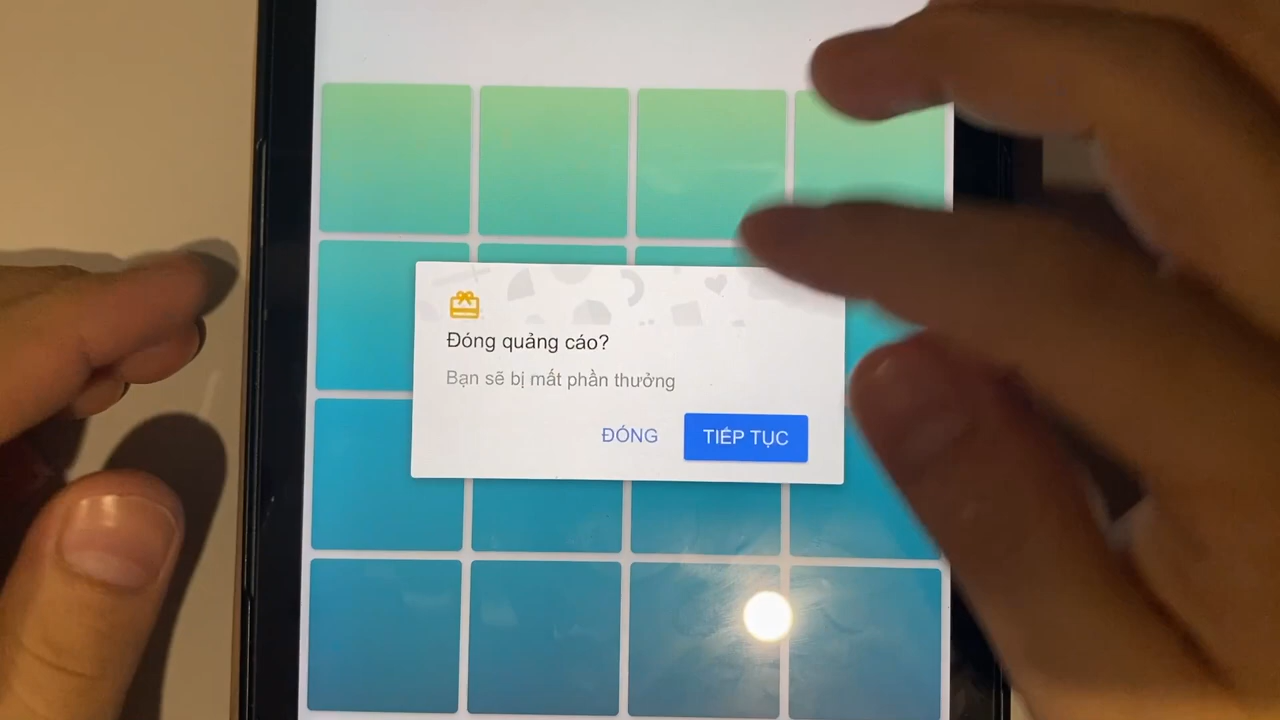 Đóng quảng cáo?
Bạn sẽ bị mất phần thưởng
ĐÓNG
TIẾP TỤC